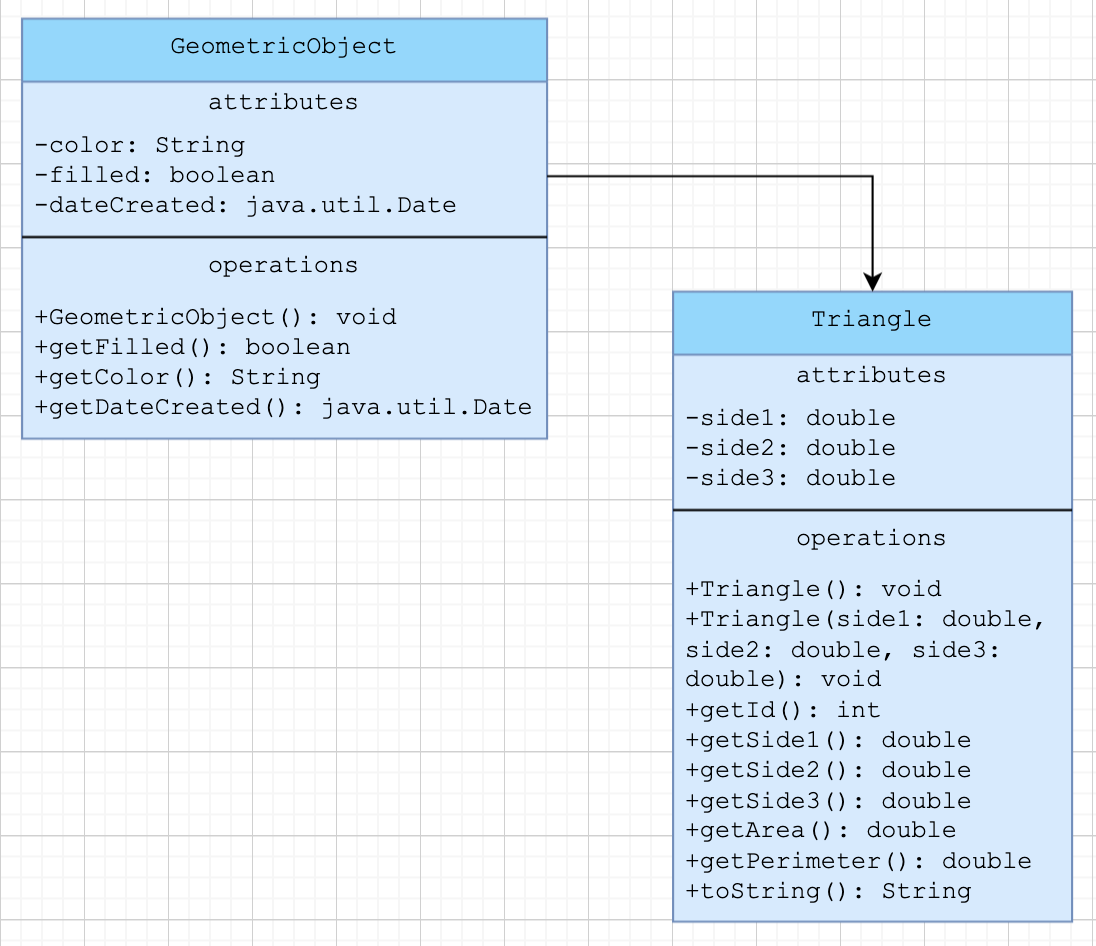 GeometricObject
attributes
-color: String
-filled: boolean
-dateCreated: java.util.Date
operations
+GeometricObject(): void
+getFilled(): boolean
+getColor(): String
+getDateCreated(): java.util.Date
Triangle
attributes
-side1: double
-side2: double
-side3: double
operations
+Triangle(): void
+Triangle(side1: double,
side2: double, side3:
double): void
+getId(): int
+getSide1(): double
+getSide2(): double
+getSide3(): double
+getArea(): double
+getPerimeter(): double
+toString(): String